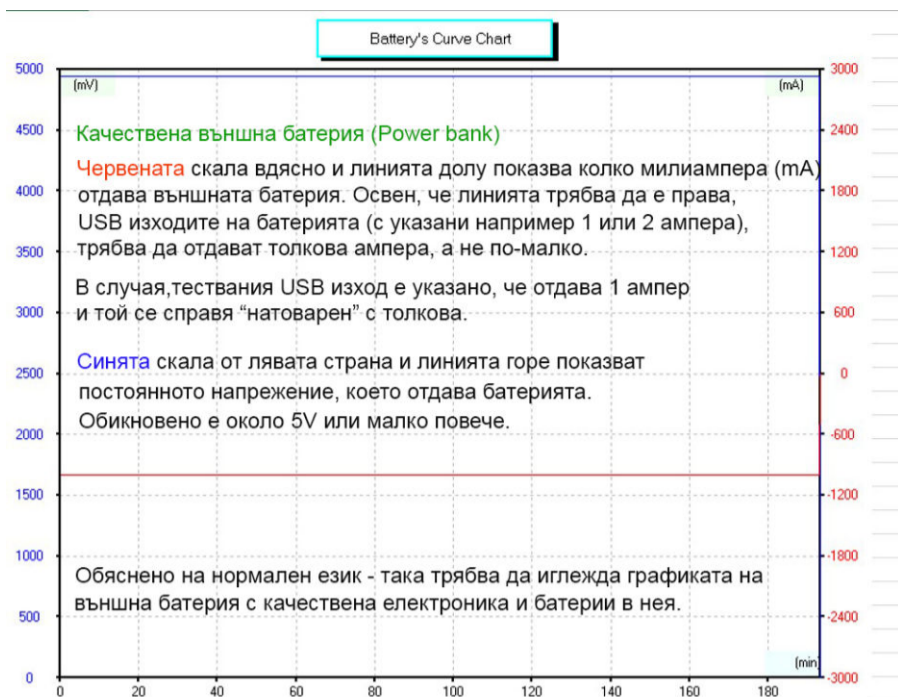 Battery's Curve Chart
5000 3000
(mV) (mA)
Качествена външна батерия (Power bank)
4500 2400
Червената скала вдясно и линията долу показва колко милиампера (mA)
4000 отдава външната батерия. Освен, че линията трябва да е права, 1800
USB изходите на батерията (с указани например 1 или 2 ампера),
3500 трябва да отдават толкова ампера, а не по-малко. 1200
В случая,тествания USB изход е указано, че отдава 1 ампер
3000 и той се справя “натоварен” с толкова. 600
Синята скала от лявата страна и линията горе показват
2500 0
постоянното напрежение, което отдава батерията.
Обикновено е около 5V или малко повече.
2000 -600
1500 -1200
1000 -1800
Обяснено на нормален език - така трябва да иглежда графиката на
външна батерия с качествена електроника и батерии в нея.
500 -2400
(min)
0 -3000
0 20 40 60 80 100 120 140 160 180